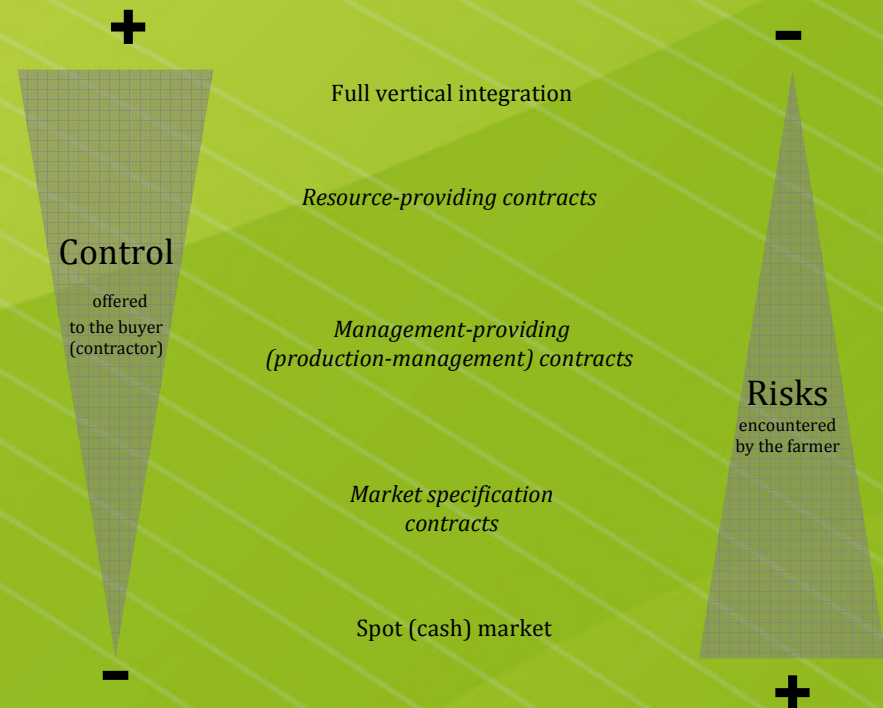 +
Control
offered
to the buyer
(contractor)
-
Full vertical integration
Resource-providing contracts
Management-providing
(production-management) contracts
Market specification
contracts
Spot (cash) market
-
Risks
encountered
by the farmer
+